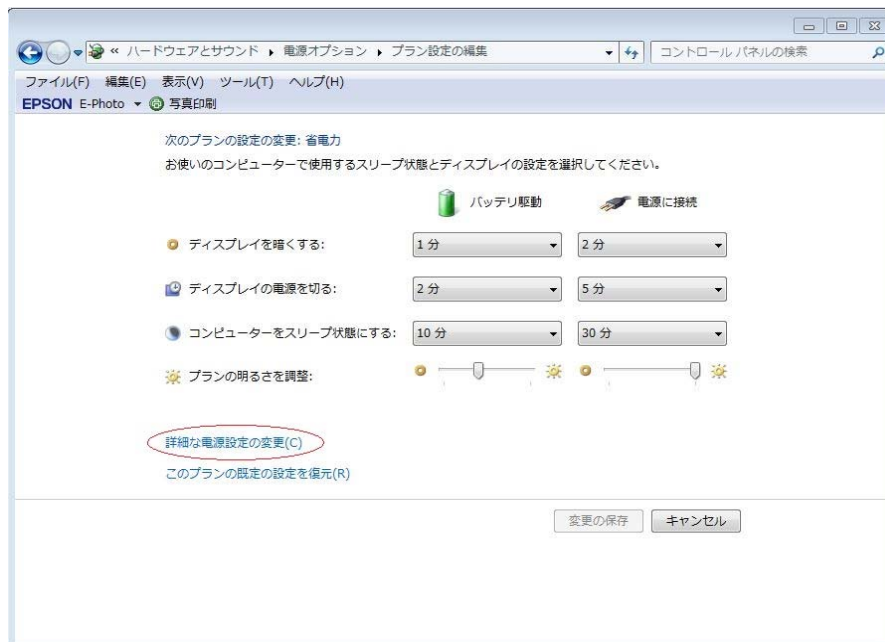 « ハードウェアとサウンド ▸ 電源オプション ▸ プラン設定の編集 コントロール パネルの検索
ファイル(F) 編集(E) 表示(V) ツール(T) ヘルプ(H)
EPSON E-Photo 写真印刷
次のプランの設定の変更: 省電力
お使いのコンピューターで使用するスリープ状態とディスプレイの設定を選択してください。
バッテリ駆動 電源に接続
ディスプレイを暗くする: 1 分 2 分
ディスプレイの電源を切る: 2 分 5 分
コンピューターをスリープ状態にする: 10 分 30 分
プランの明るさを調整:
詳細な電源設定の変更(C)
このプランの既定の設定を復元(R)
変更の保存 キャンセル